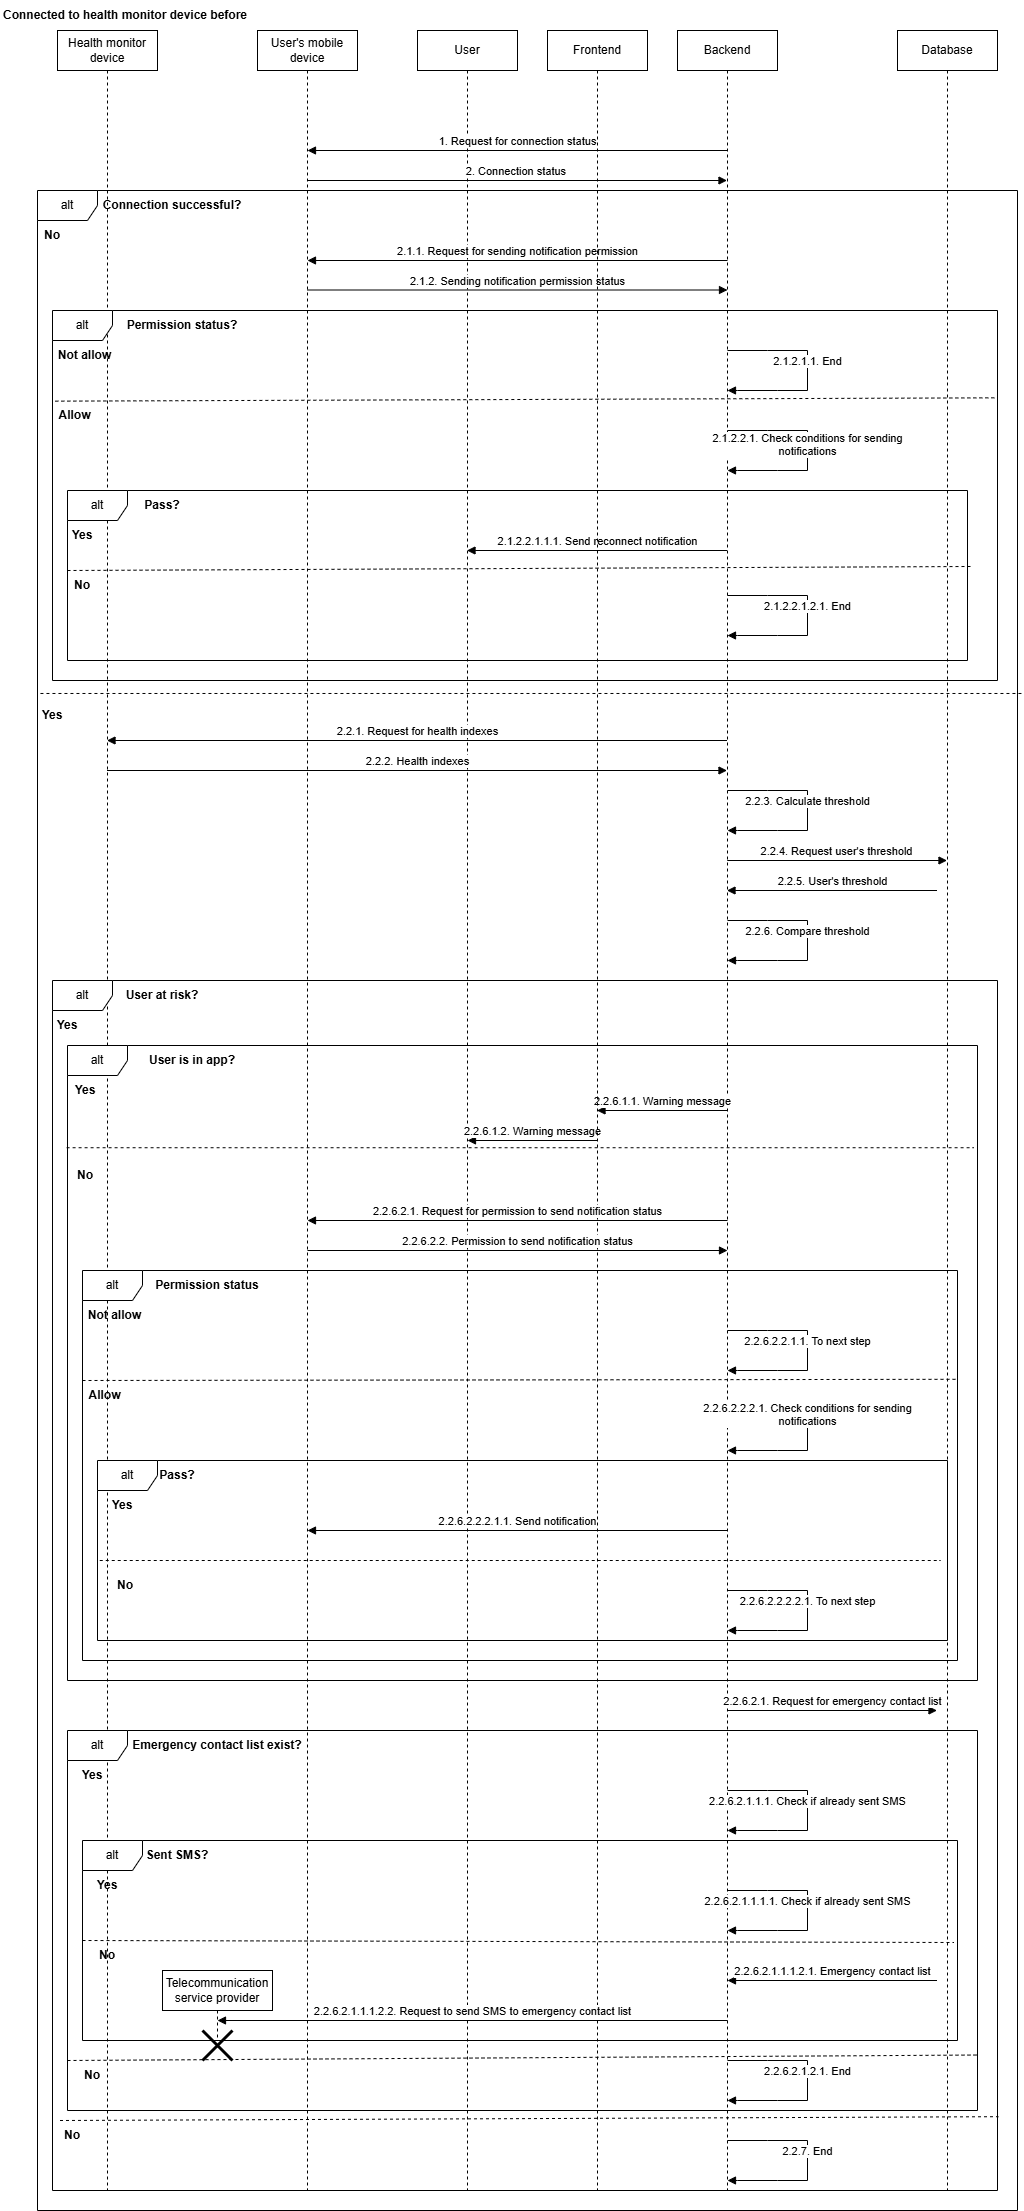 Connected to health monitor device before
Health monitor
device
User's mobile
device
User
Frontend
Backend
Database
1. Request for connection status
2. Connection status
alt
Connection successful?
No
2.1.1. Request for sending notification permission
2.1.2. Sending notification permission status
alt
Permission status?
Not allow
2.1.2.1.1. End
Allow
2.1.2.2.1. Check conditions for sending
notifications
alt
Pass?
Yes
2.1.2.2.1.1.1. Send reconnect notification
No
2.1.2.2.1.2.1. End
Yes
2.2.1. Request for health indexes
2.2.2. Health indexes
2.2.3. Calculate threshold
2.2.4. Request user's threshold
2.2.5. User's threshold
2.2.6. Compare threshold
alt
User at risk?
Yes
alt
User is in app?
Yes
2.2.6.1.1. Warning message
2.2.6.1.2. Warning message
No
2.2.6.2.1. Request for permission to send notification status
2.2.6.2.2. Permission to send notification status
alt
Permission status
Not allow
2.2.6.2.2.1.1. To next step
Allow
2.2.6.2.2.2.1. Check conditions for sending
notifications
alt
Pass?
Yes
2.2.6.2.2.2.1.1. Send notification
No
2.2.6.2.2.2.2.1. To next step
2.2.6.2.1. Request for emergency contact list
alt
Emergency contact list exist?
Yes
2.2.6.2.1.1.1. Check if already sent SMS
alt
Sent SMS?
Yes
2.2.6.2.1.1.1.1. Check if already sent SMS
No
2.2.6.2.1.1.1.2.1. Emergency contact list
Telecommunication
service provider
2.2.6.2.1.1.1.2.2. Request to send SMS to emergency contact list
No
2.2.6.2.1.2.1. End
No
2.2.7. End